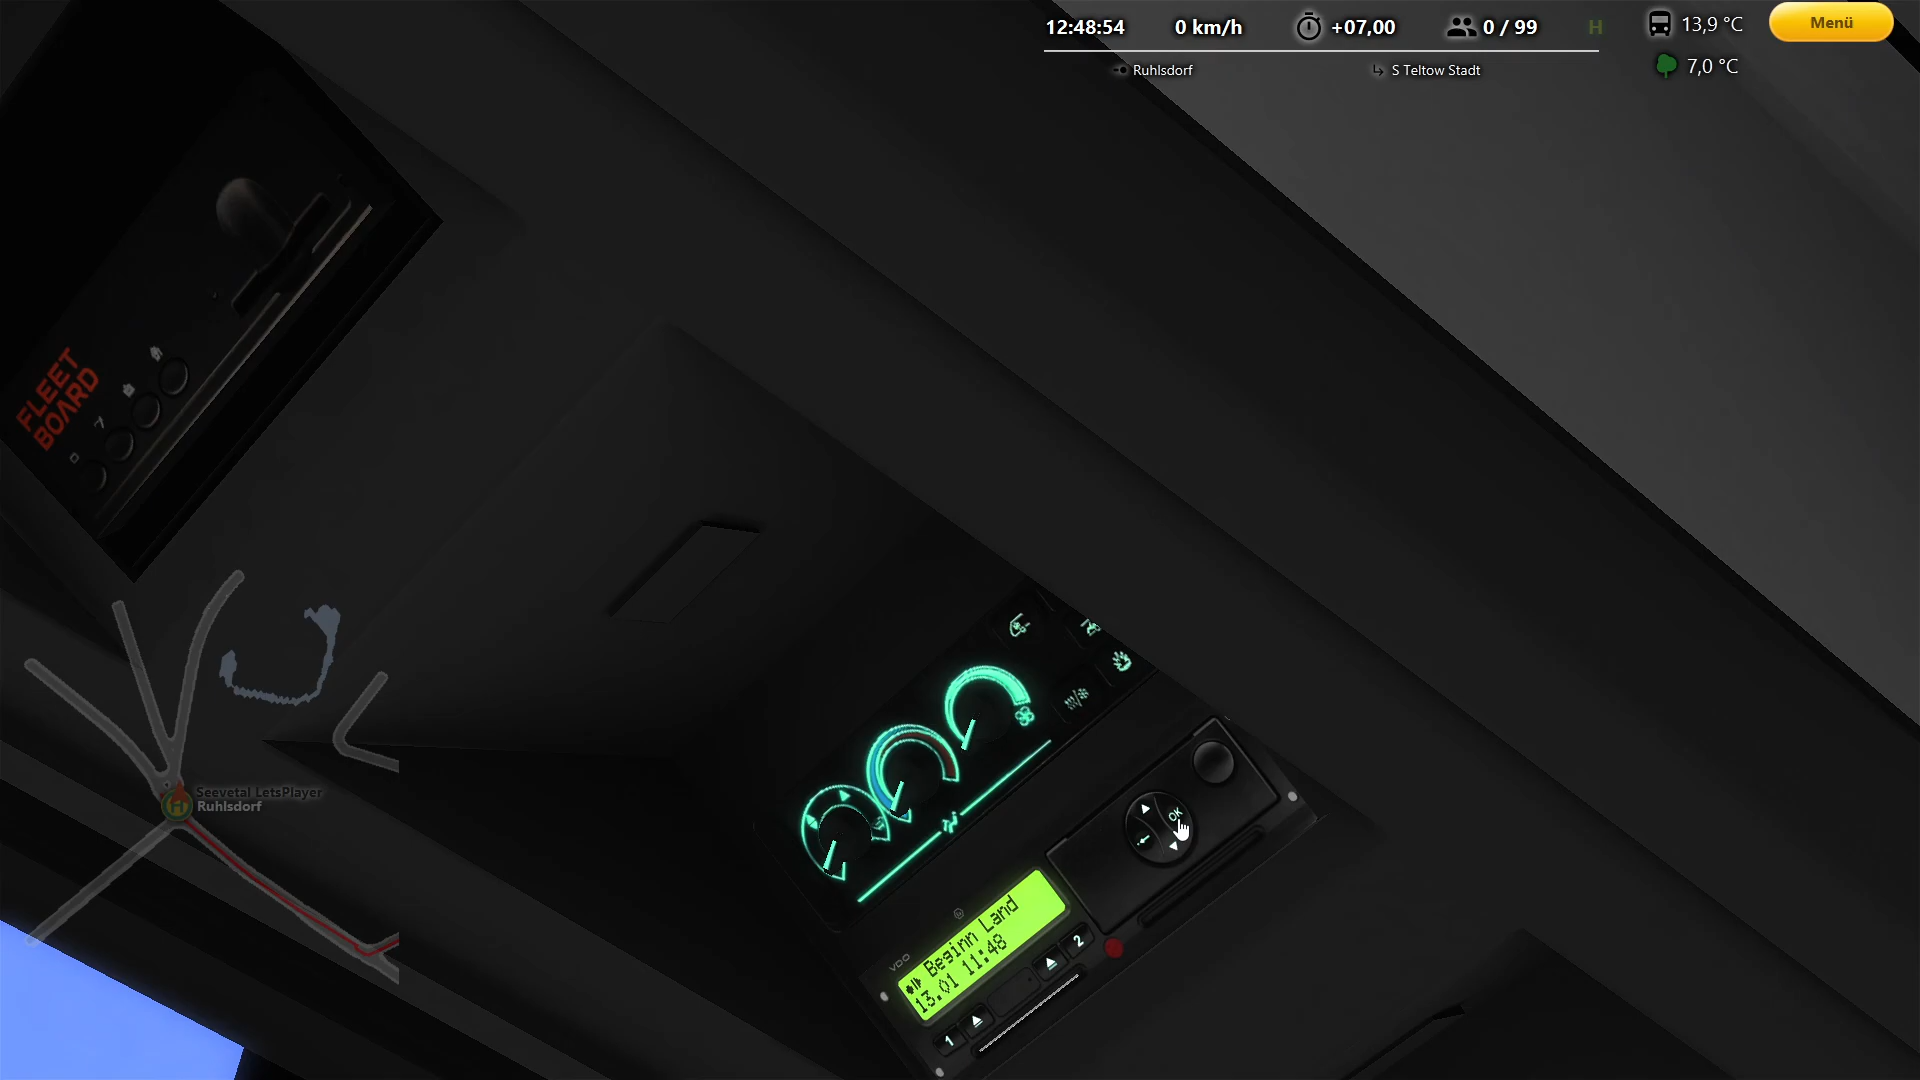 12:48:54 0 km/h +07,00 0 / 99 H 13,9 °C Menü
Ruhlsdorf S Teltow Stadt 7,0 °C
FLEET
BOARD
Seevetal LetsPlayer
H Ruhlsdorf
OK
VDO
Beginn Land
13.01 11:48
1 2